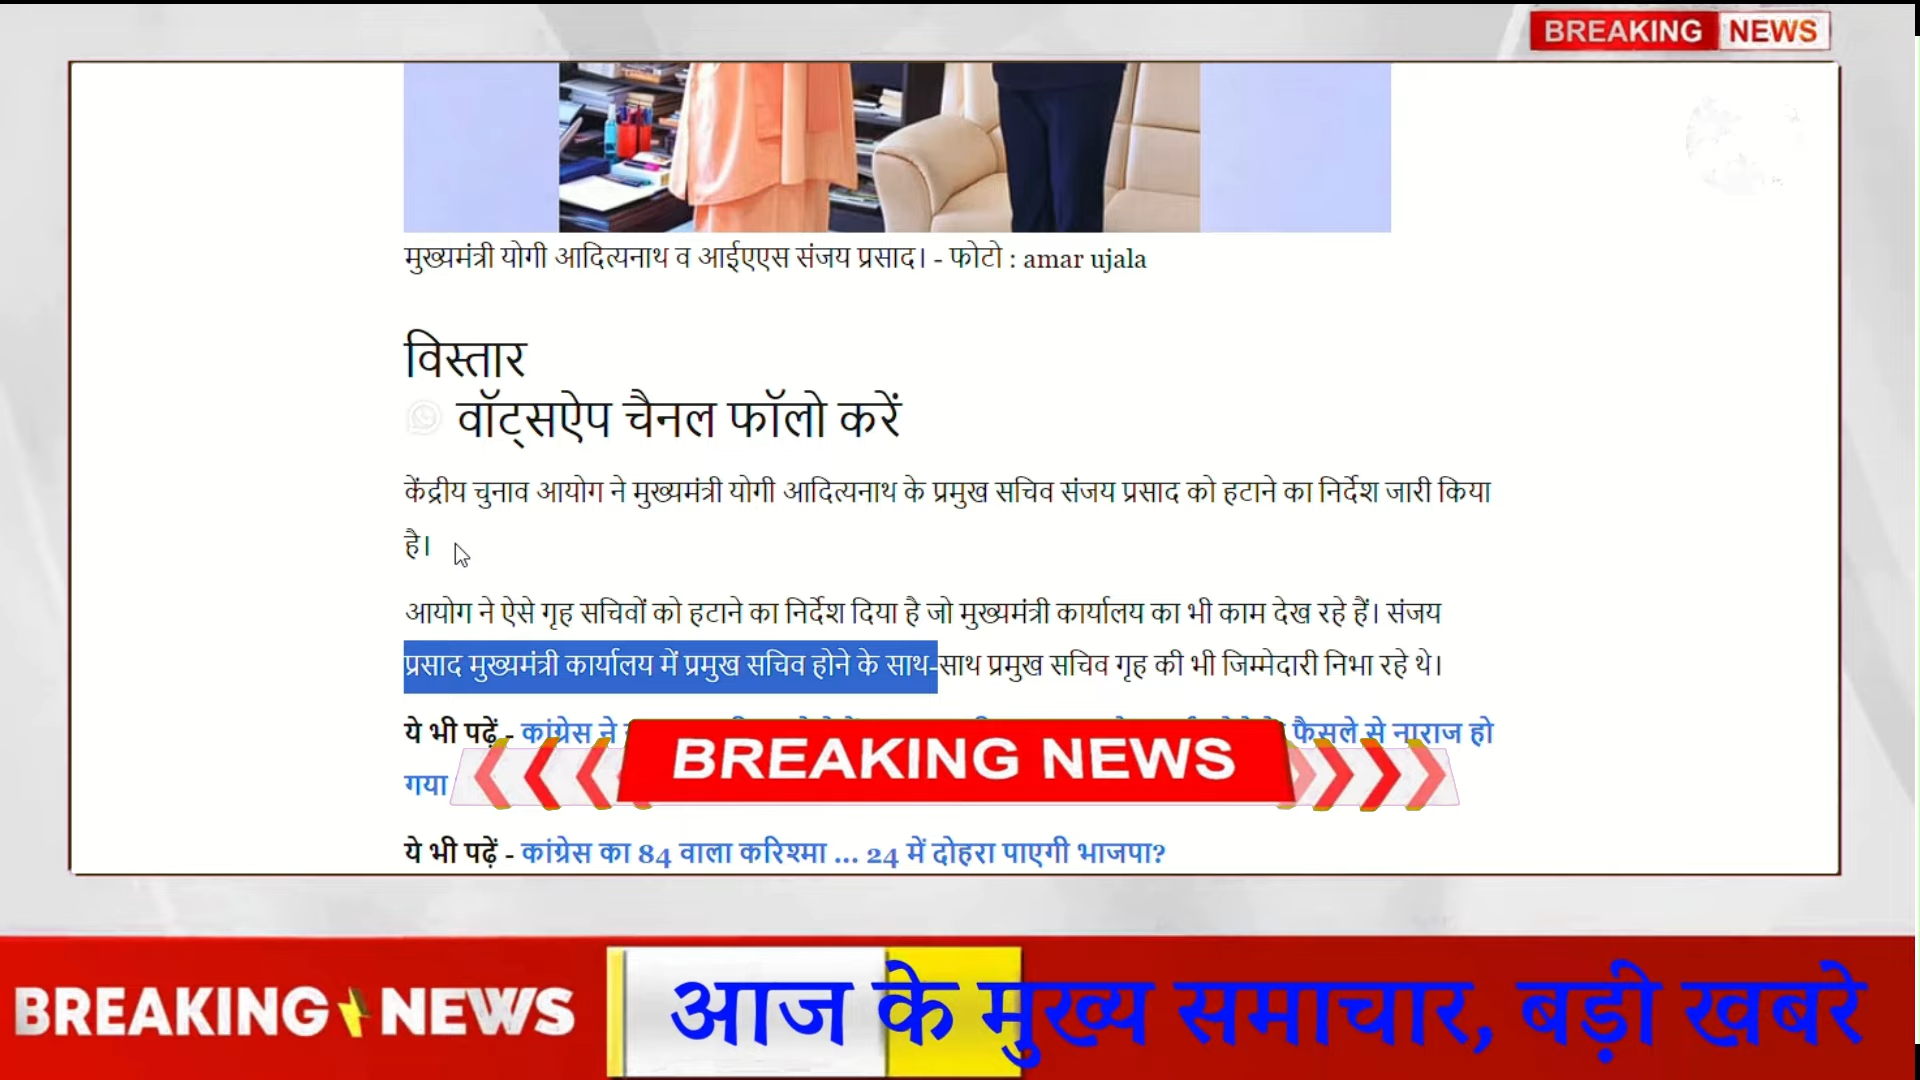 BREAKING NEWS
मुख्यमंत्री योगी आदित्यनाथ व आईएएस संजय प्रसाद। - फोटो : amar ujala
विस्तार
वॉट्सऐप चैनल फॉलो करें
केंद्रीय चुनाव आयोग ने मुख्यमंत्री योगी आदित्यनाथ के प्रमुख सचिव संजय प्रसाद को हटाने का निर्देश जारी किया
है।
आयोग ने ऐसे गृह सचिवों को हटाने का निर्देश दिया है जो मुख्यमंत्री कार्यालय का भी काम देख रहे हैं। संजय
प्रसाद मुख्यमंत्री कार्यालय में प्रमुख सचिव होने के साथ-साथ प्रमुख सचिव गृह की भी जिम्मेदारी निभा रहे थे।
ये भी पढ़ें - कांग्रेस ने फैसले से नाराज हो
गया
BREAKING NEWS
ये भी पढ़ें - कांग्रेस का 84 वाला करिश्मा ... 24 में दोहरा पाएगी भाजपा?
BREAKING NEWS
आज के मुख्य समाचार, बड़ी खबरे